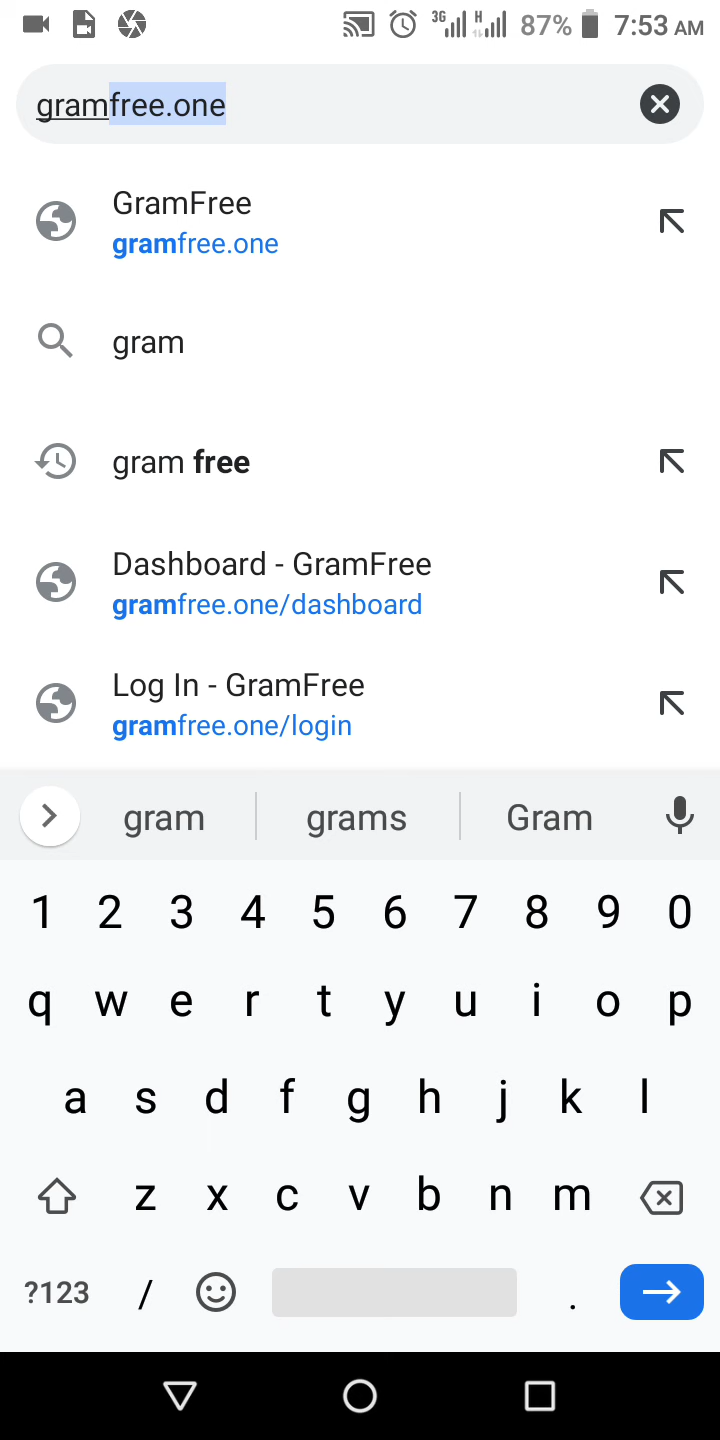 3G H 87% 7:53 AM
gramfree.one
GramFree
gramfree.one
gram
gram free
Dashboard - GramFree
gramfree.one/dashboard
Log In - GramFree
gramfree.one/login
gram grams Gram
1 2 3 4 5 6 7 8 9 0
q w e r t y u i o p
a s d f g h j k l
z x c v b n m
?123 / .